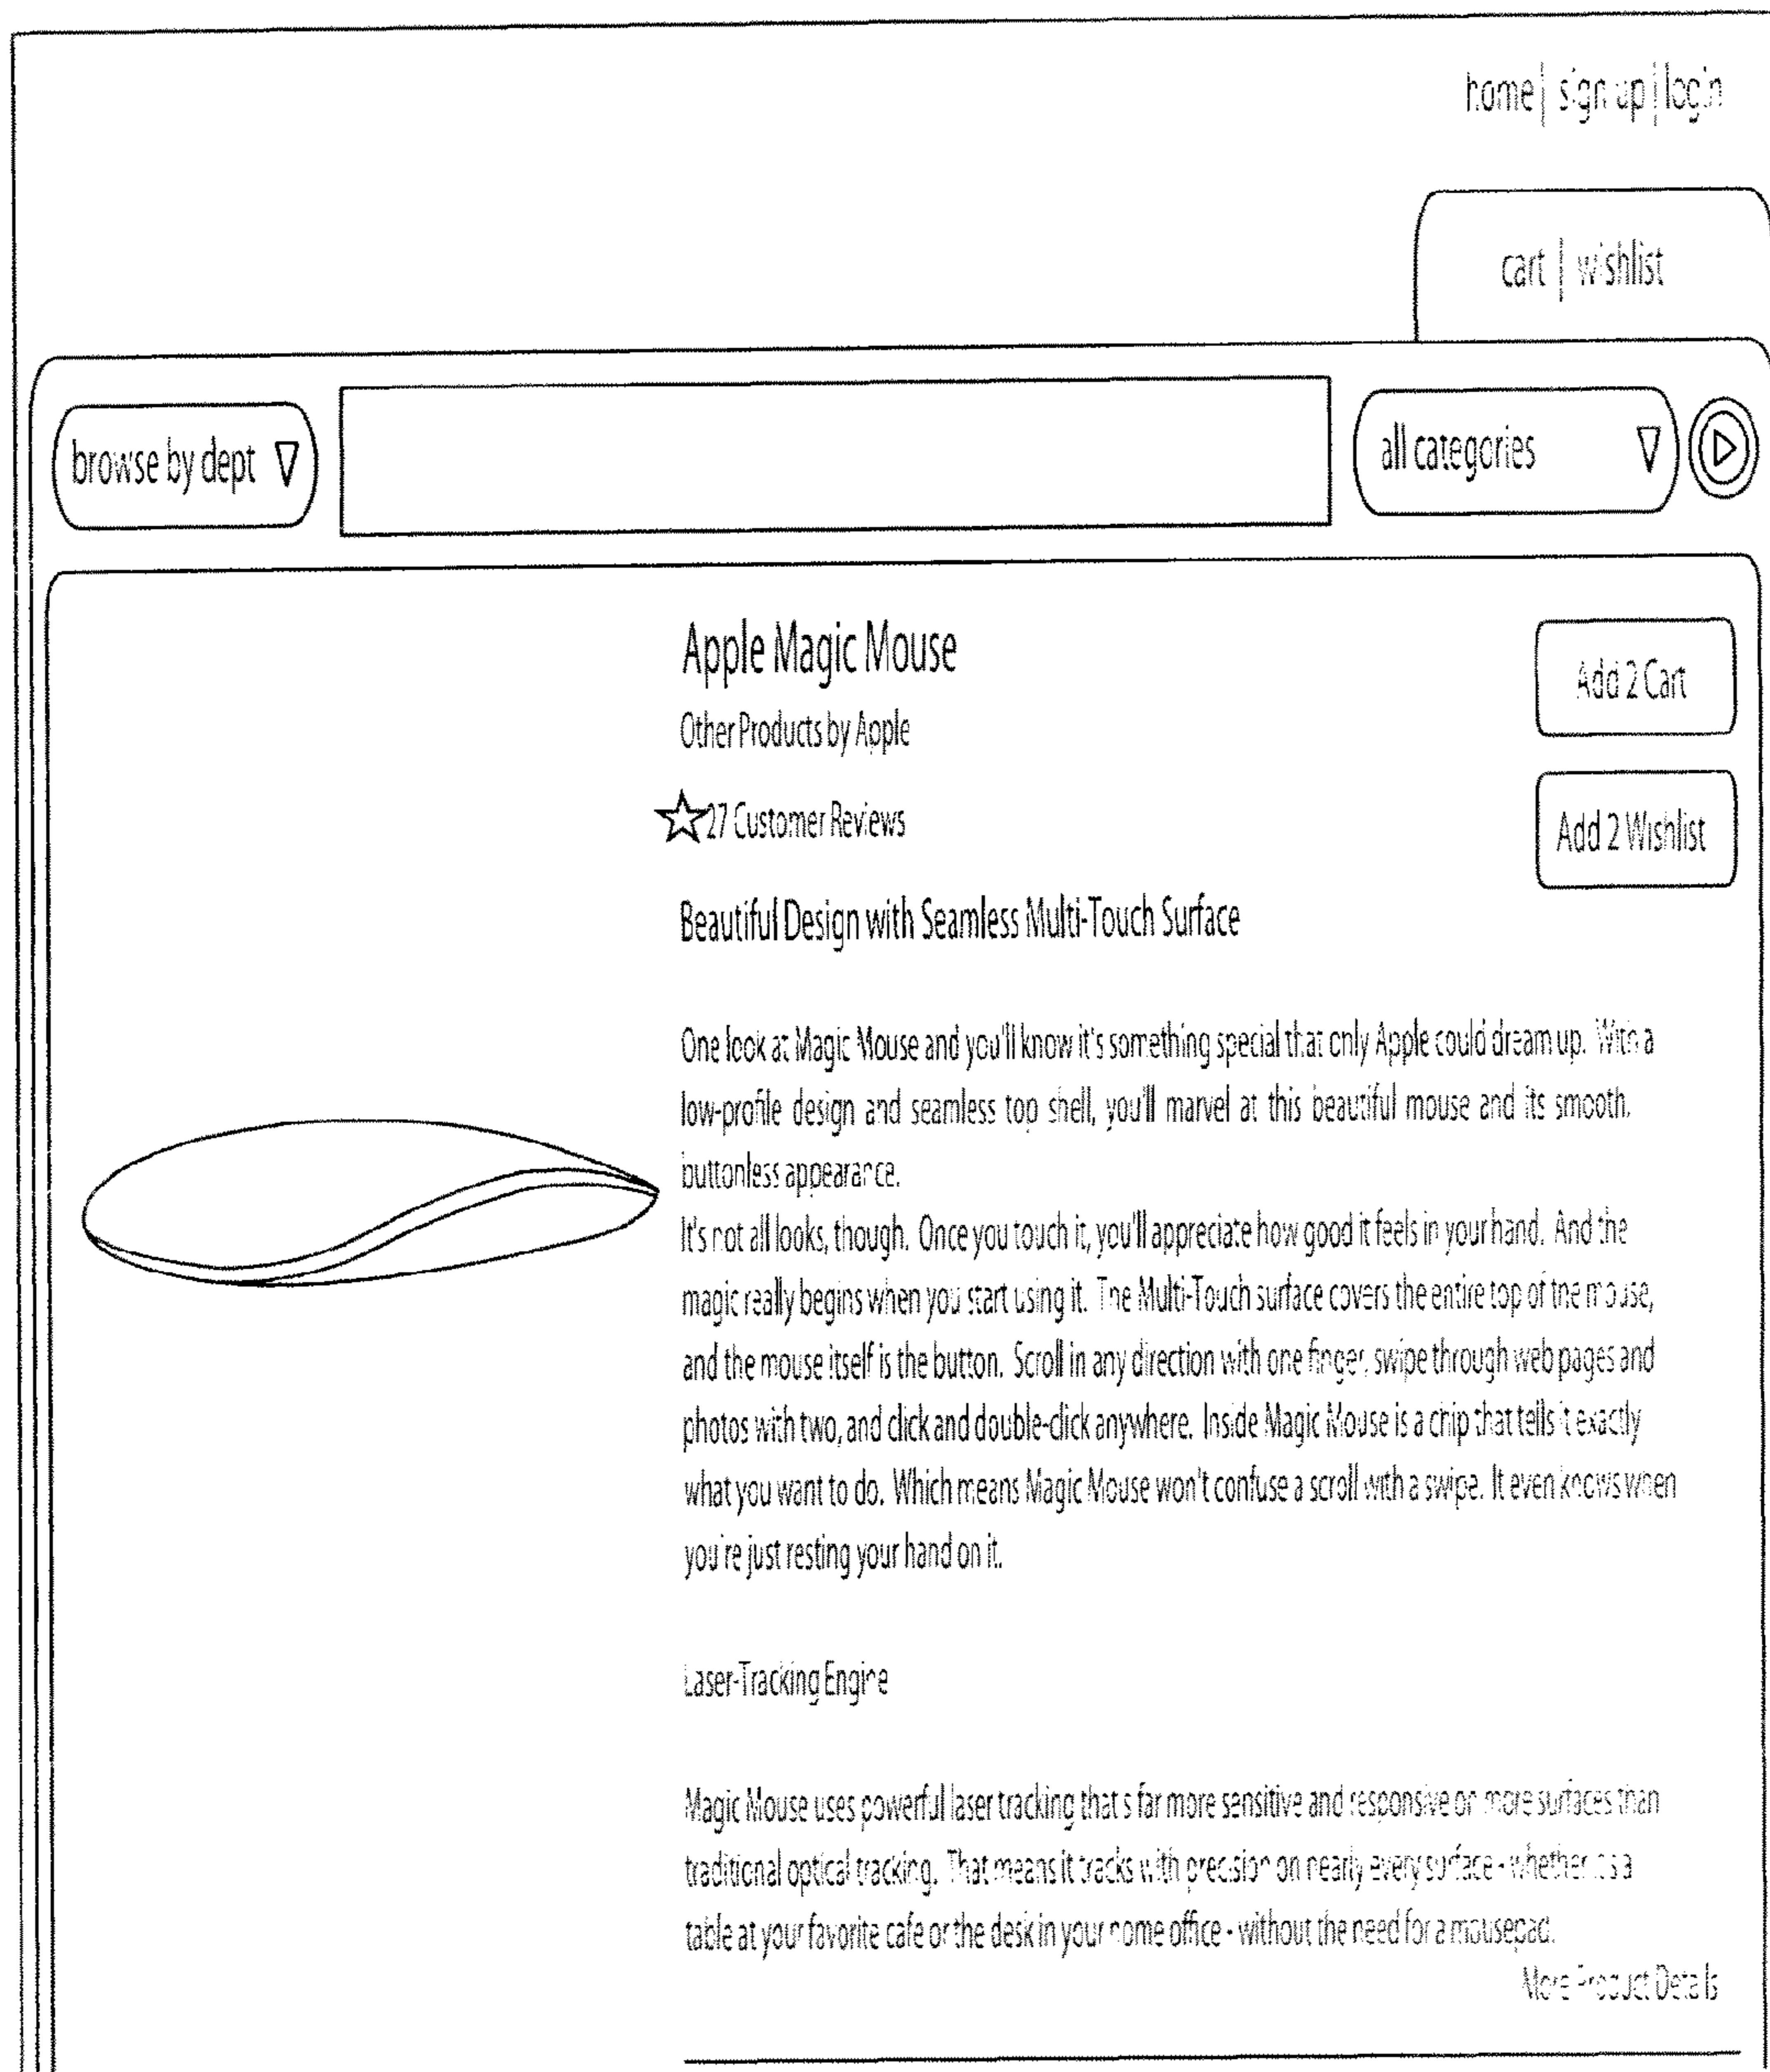 home | sign up | login
cart | wishlist
browse by dept
all categories
Apple Magic Mouse
Add 2 Cart
Other Products by Apple
27 Customer Reviews
Add 2 Wishlist
Beautiful Design with Seamless Multi-Touch Surface
One look at Magic Mouse and you'll know it's something special that only Apple could dream up. With a
low-profile design and seamless top shell, you'll marvel at this beautiful mouse and its smooth.
buttonless appearance.
It's not all looks, though. Once you touch it, you'll appreciate how good it feels in your hand. And the
magic really begins when you start using it. The Multi-Touch surface covers the entire top of the mouse,
and the mouse itself is the button. Scroll in any direction with one finger, swipe through web pages and
photos with two, and click and double-click anywhere. Inside Magic Mouse is a chip that tells it exactly
what you want to do. Which means Magic Mouse won't confuse a scroll with a swipe. It even knows when
you're just resting your hand on it.
Laser-Tracking Engine
Magic Mouse uses powerful laser tracking that's far more sensitive and responsive on more surfaces than
traditional optical tracking. That means it tracks with precision on nearly every surface - whether it's a
table at your favorite cafe or the desk in your home office - without the need for a mousepad.
More Product Details